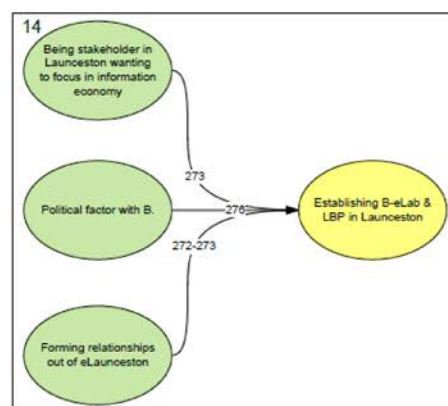 14
Being stakeholder in
Launceston wanting
to focus in information
economy
273
Political factor with B.
276
Establishing B-eLab &
LBP in Launceston
272-273
Forming relationships
out of eLaunceston